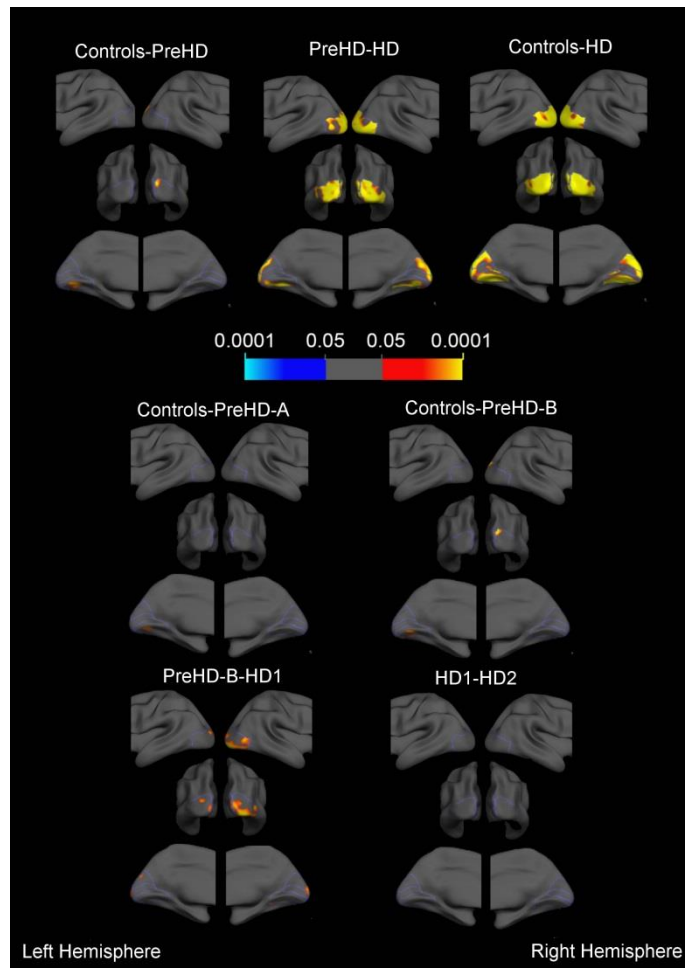 Controls-PreHD PreHD-HD Controls-HD
0.0001 0.05 0.05 0.0001
Controls-PreHD-A Controls-PreHD-B
PreHD-B-HD1 HD1-HD2
Left Hemisphere Right Hemisphere